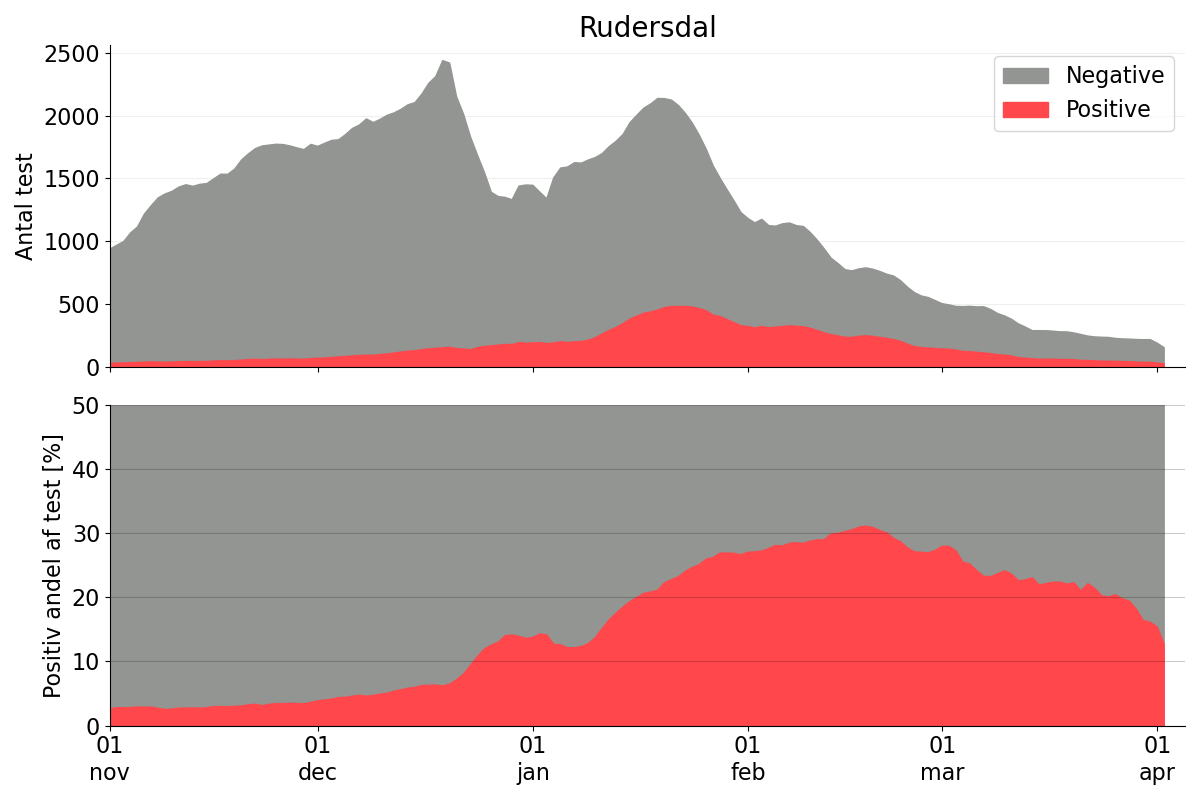 Rudersdal
Antal test
2500
2000
1500
1000
500
0
Negative
Positive
Positiv andel af test [%]
50
40
30
20
10
0
01 01 01 01 01 01
nov dec jan feb mar apr